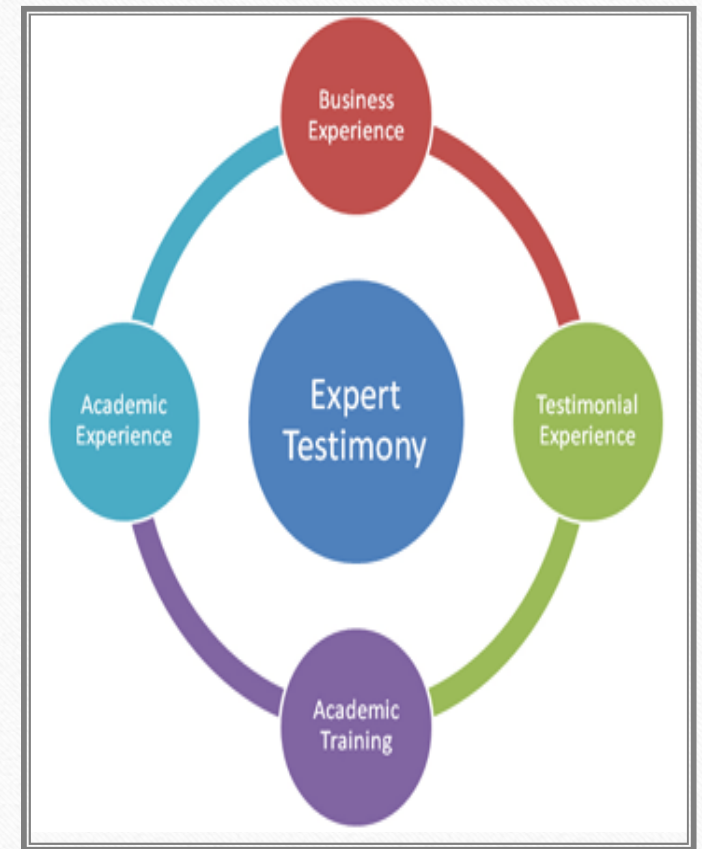 Business
Experience
Expert
Testimony
Academic
Experience
Testimonial
Experience
Academic
Training